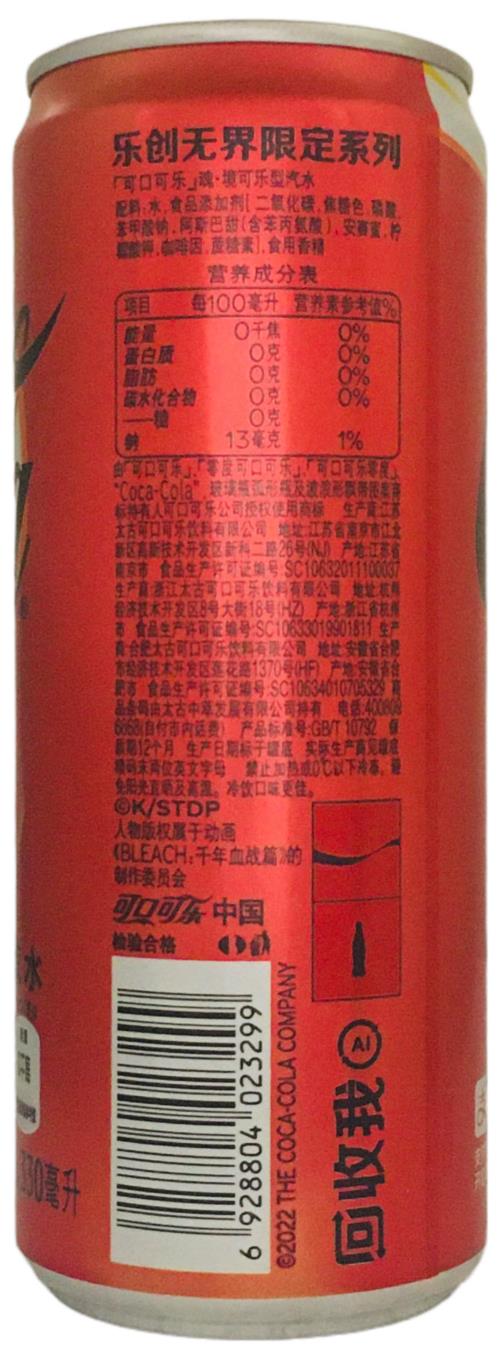 乐创无界限定系列
「可口可乐」魂·境可乐型汽水
配料:水,食品添加剂[二氧化碳,焦糖色,磷酸,
苯甲酸钠,阿斯巴甜(含苯丙氨酸),安赛蜜,柠
檬酸钾,咖啡因,蔗糖素],食用香精
营养成分表
项目 每100毫升 营养素参考值%
能量 0千焦 0%
蛋白质 0克 0%
脂肪 0克 0%
碳水化合物 0克 0%
——糖 0克
钠 13毫克 1%
由「可口可乐」、「零度可口可乐」、「可口可乐零度」、
"Coca-Cola"、玻璃瓶弧形瓶及波浪形飘带图案商
标持有人可口可乐公司授权使用商标 生产商:江苏
太古可口可乐饮料有限公司 地址:江苏省南京市江北
新区高新技术开发区新科二路26号(NJ) 产地:江苏省
南京市 食品生产许可证编号:SC10632011100037
生产商:浙江太古可口可乐饮料有限公司 地址:杭州
经济技术开发区8号大街18号(HZ) 产地:浙江省杭州
市 食品生产许可证编号:SC10633019901811 生产
商:合肥太古可口可乐饮料有限公司 地址:安徽省合肥
市经济技术开发区莲花路1370号(HF) 产地:安徽省合
肥市 食品生产许可证编号:SC10634010705329 商
品条码由太古中萃发展有限公司持有 电话:400809
6668(自付市内话费) 产品标准号:GB/T 10792 保
质期12个月 生产日期标于罐底 实际生产商见罐底
喷码末两位英文字母 禁止加热或0℃以下冷冻。避
免阳光直晒及高温。冷饮口味更佳。
©K/STDP
人物版权属于动画
《BLEACH:千年血战篇》的
制作委员会
可口可乐 中国
检验合格
6 928804 023299
©2022 THE COCA-COLA COMPANY
回收我 Al
水
330毫升